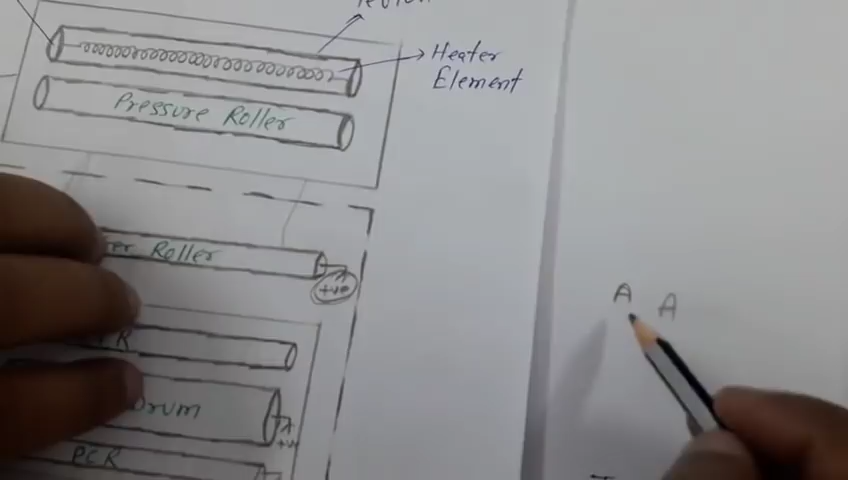 Heater
Element
Pressure Roller
Roller
+ve
A A
Drum
PCR